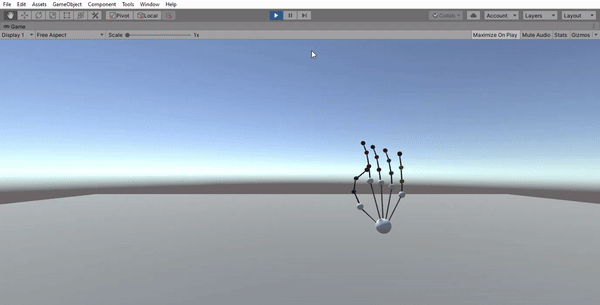 File Edit Assets GameObject Component Tools Window Help
Pivot Local Collab Account Layers Layout
Game
Display 1 Free Aspect Scale 1x Maximize On Play Mute Audio Stats Gizmos